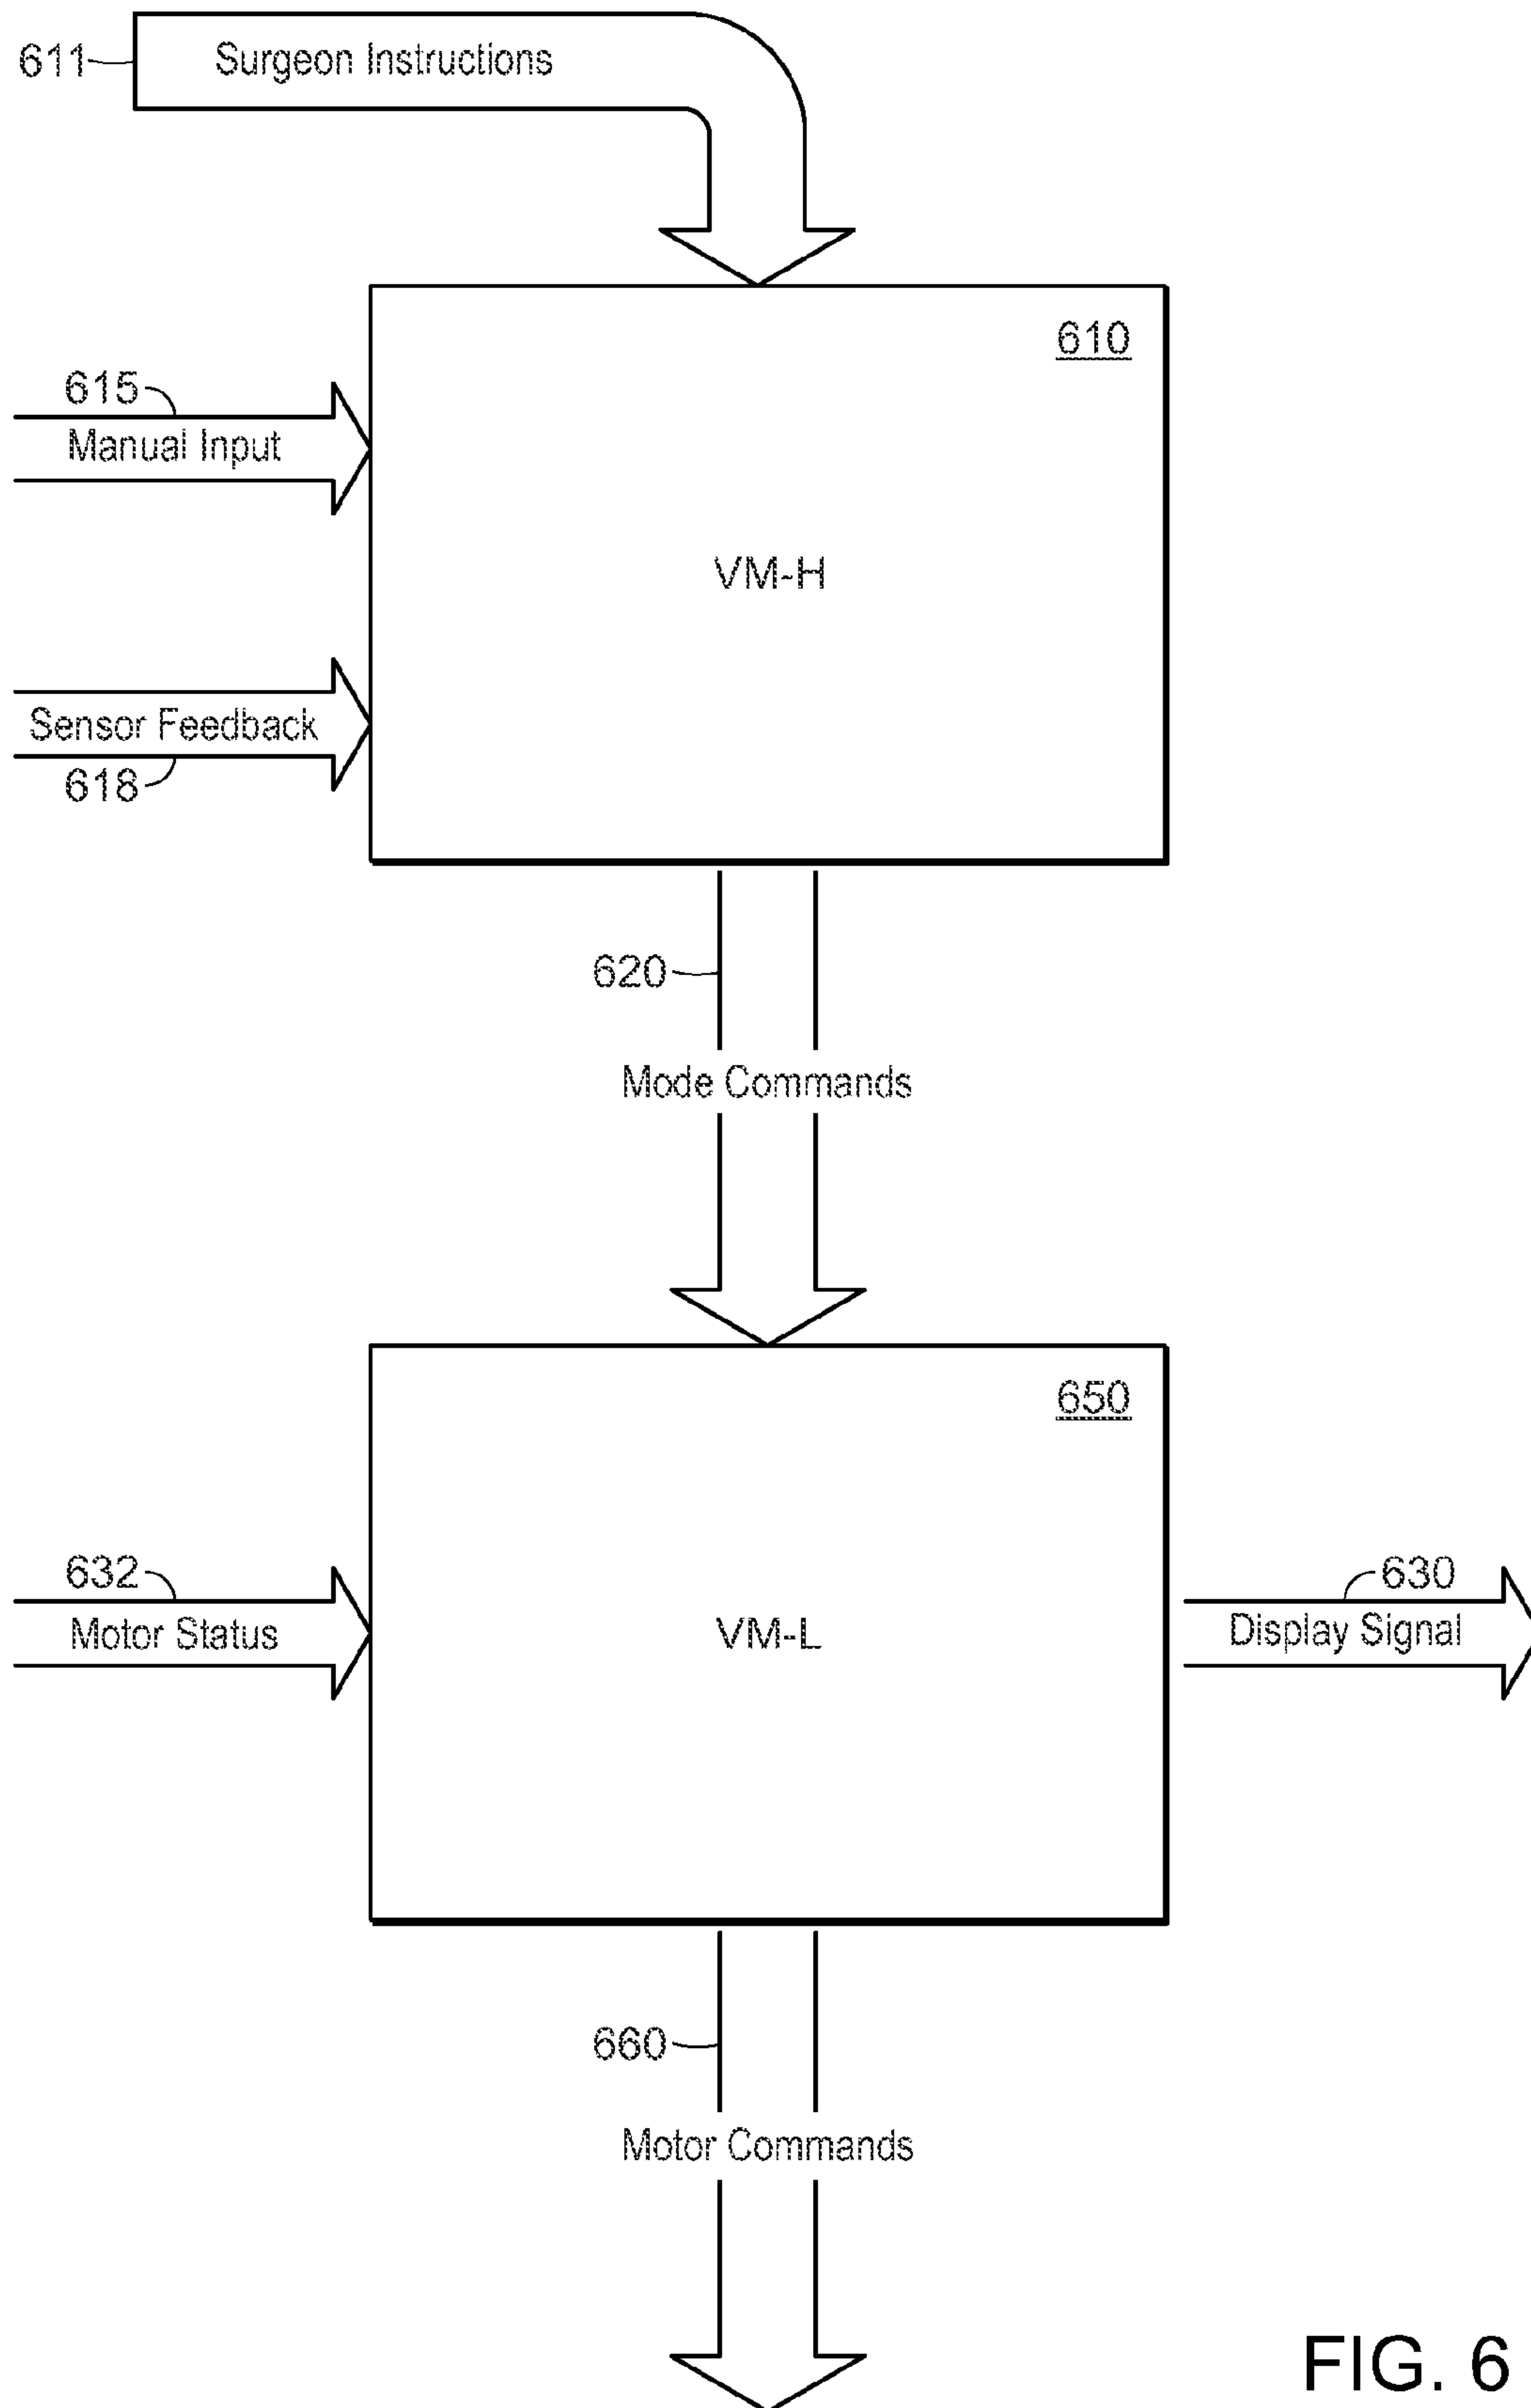 611
Surgeon Instructions
610
615
Manual Input
VM-H
Sensor Feedback
618
620
Mode Commands
650
632
Motor Status
VM-L
630
Display Signal
660
Motor Commands
FIG. 6